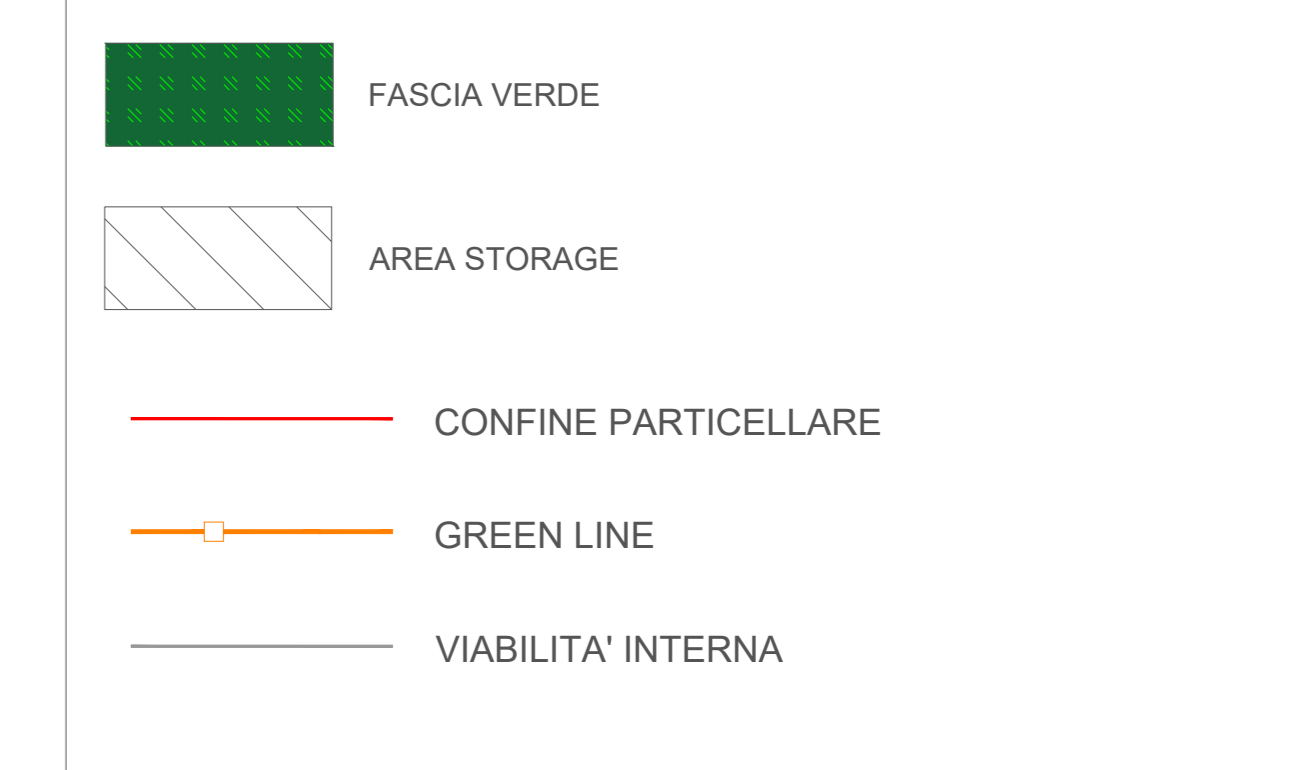 FASCIA VERDE
AREA STORAGE
CONFINE PARTICELLARE
GREEN LINE
VIABILITA' INTERNA